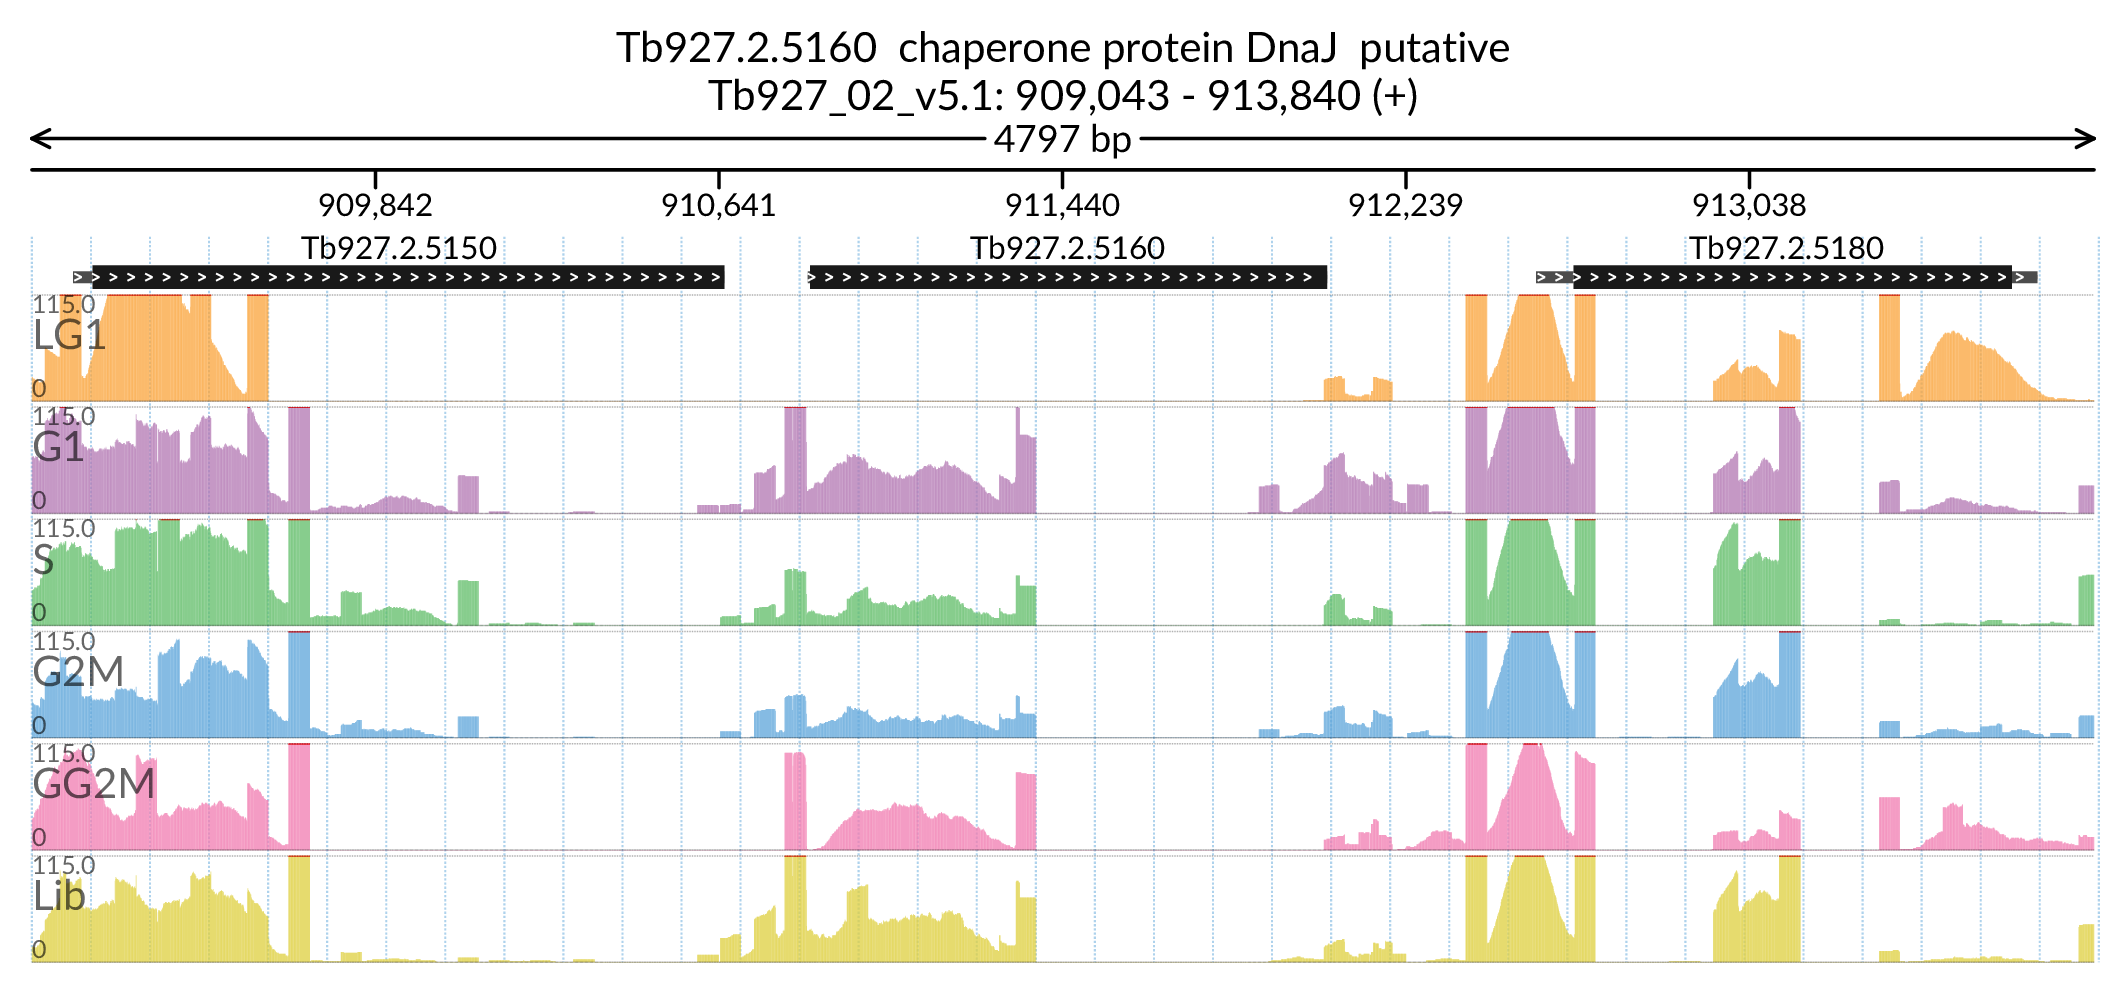 Tb927.2.5160  chaperone protein DnaJ  putative
Tb927_02_v5.1: 909,043 - 913,840 (+)
4797 bp
909,842 910,641 911,440 912,239 913,038
Tb927.2.5150 Tb927.2.5160 Tb927.2.5180
115.0
LG1
0
115.0
G1
0
115.0
S
0
115.0
G2M
0
115.0
GG2M
0
115.0
Lib
0